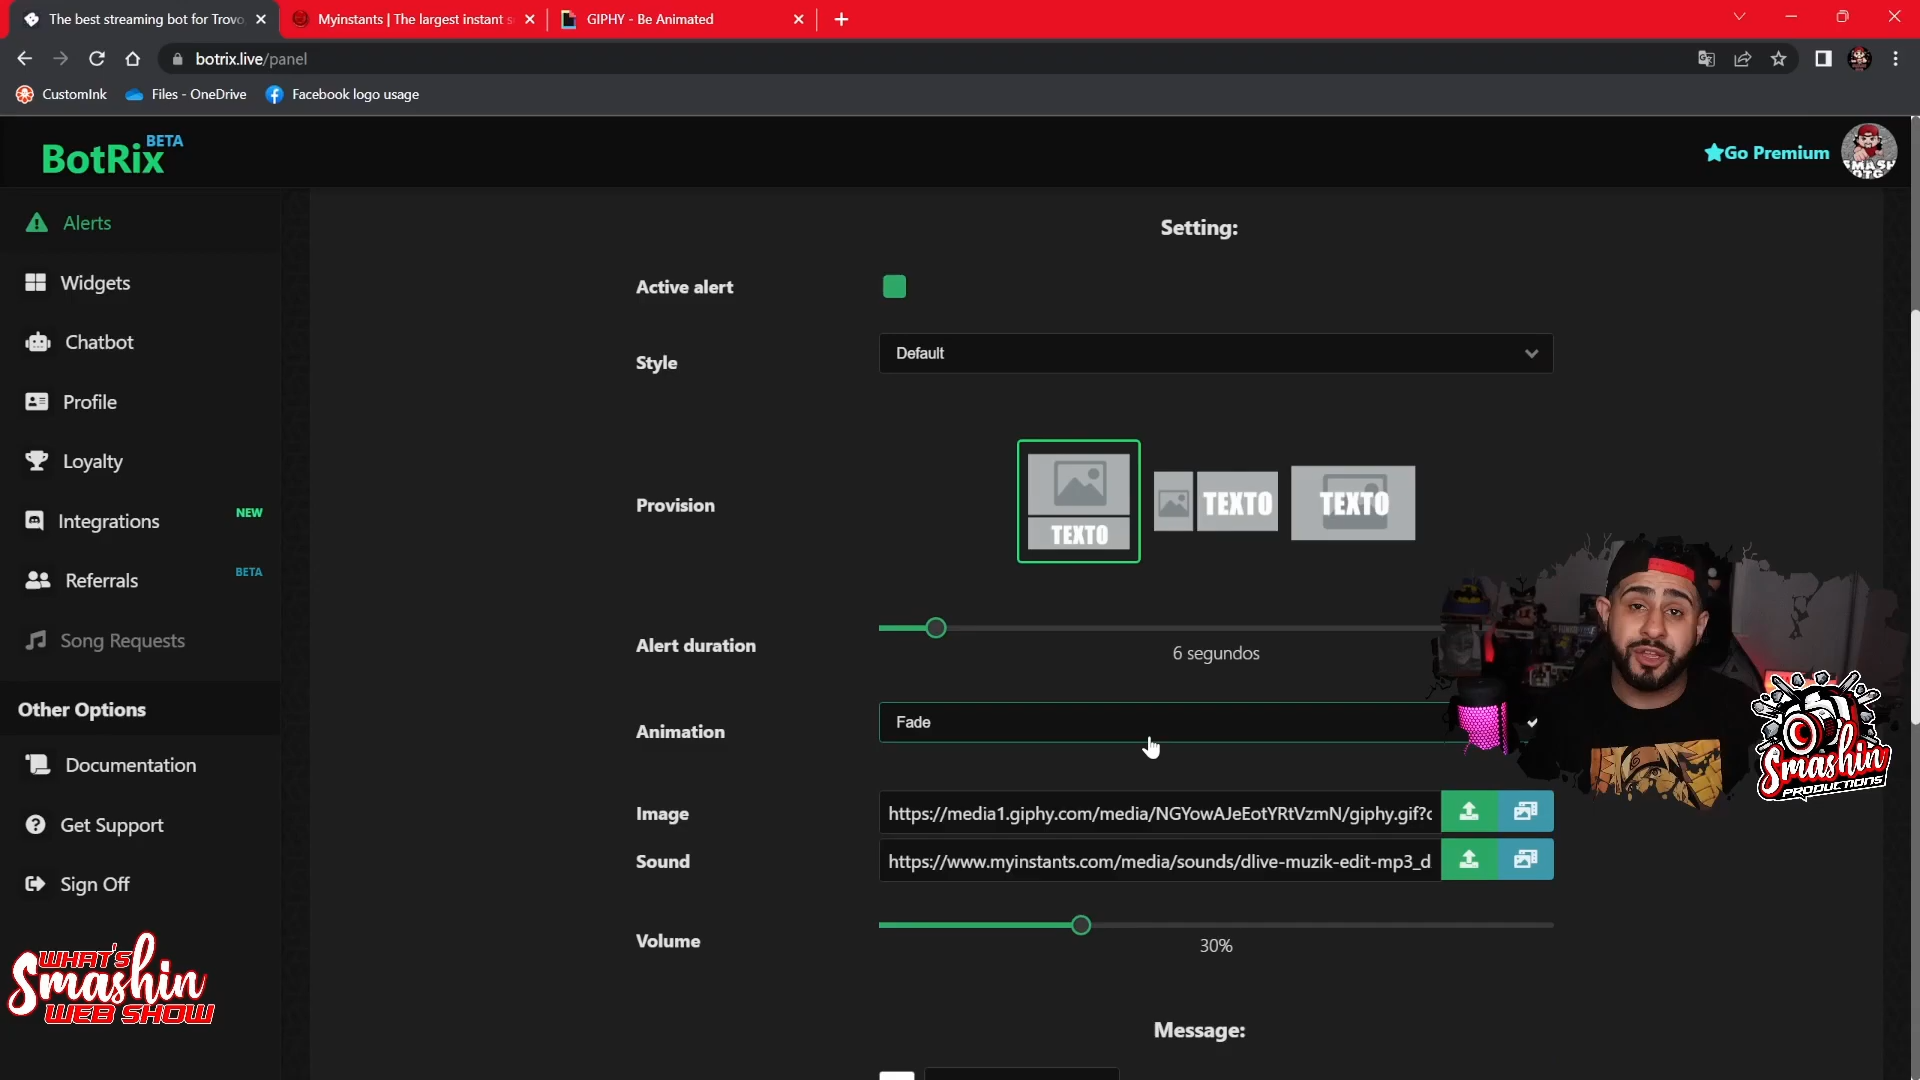 The best streaming bot for Trovo,
Myinstants | The largest instant s
GIPHY - Be Animated
botrix.live/panel
CustomInk
Files - OneDrive
Facebook logo usage
BotRix
BETA
Go Premium
Alerts
Widgets
Chatbot
Profile
Loyalty
Integrations
NEW
Referrals
BETA
Song Requests
Other Options
Documentation
Get Support
Sign Off
WHAT'S
Smashin
WEB SHOW
Setting:
Active alert
Style
Default
Provision
TEXTO
TEXTO
TEXTO
Alert duration
6 segundos
Animation
Fade
Image
https://media1.giphy.com/media/NGYowAJeEotYRtVzmN/giphy.gif?c
Sound
https://www.myinstants.com/media/sounds/dlive-muzik-edit-mp3_d
Volume
30%
Message:
SMASH
OTG
Smashin
PRODUCTIONS